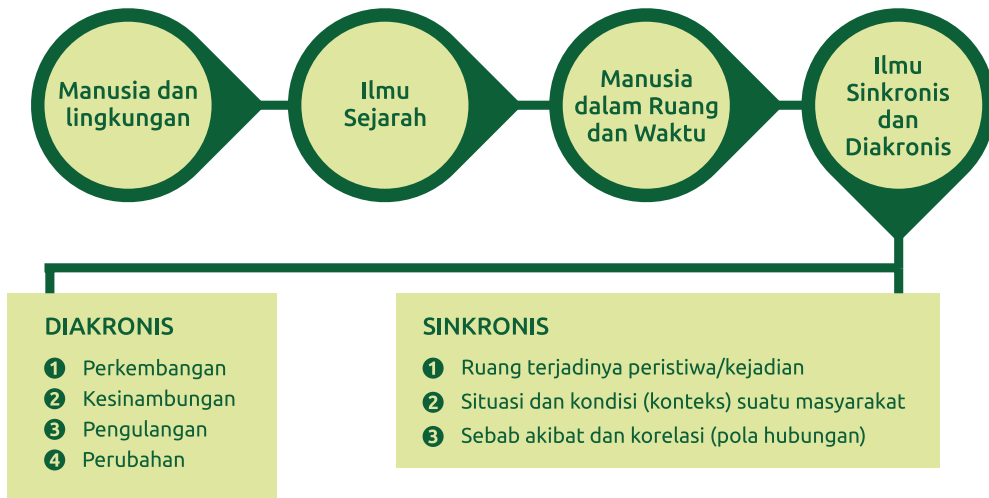 Manusia dan
lingkungan
Ilmu
Sejarah
Manusia
dalam Ruang
dan Waktu
Ilmu
Sinkronis
dan
Diakronis
DIAKRONIS
1 Perkembangan
2 Kesinambungan
3 Pengulangan
4 Perubahan
SINKRONIS
1 Ruang terjadinya peristiwa/kejadian
2 Situasi dan kondisi (konteks) suatu masyarakat
3 Sebab akibat dan korelasi (pola hubungan)